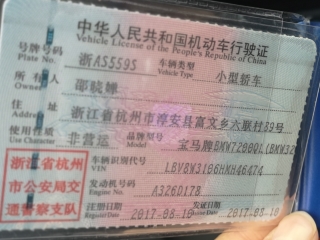 中华人民共和国机动车行驶证
Vehicle License of the People's Republic of China
号牌号码 浙AS559S 车辆类型 小型轿车
Plate No. Vehicle Type
所有人 邵晓姗
Owner
住址 浙江省杭州市淳安县富文乡大联村89号
Address
使用性质 非营运 品牌型号 宝马牌BMW7200QL(BMW32
Use Character Model
浙江省杭州市公安局交通警察支队
车辆识别代号 LBV8W3106HMH46474
VIN
发动机号码 A326D178
Engine No.
注册日期 2017-08-10 发证日期 2017-08-10
Register Date Issue Date